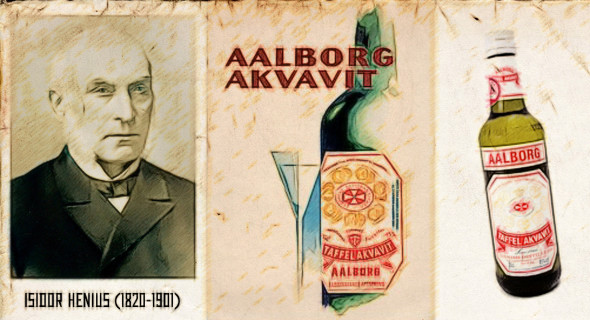 ISIDOR HENIUS (1820-1901)
AALBORG
AKVAVIT
TAFFEL AKVAVIT
AALBORG
AALBORG
TAFFEL AKVAVIT